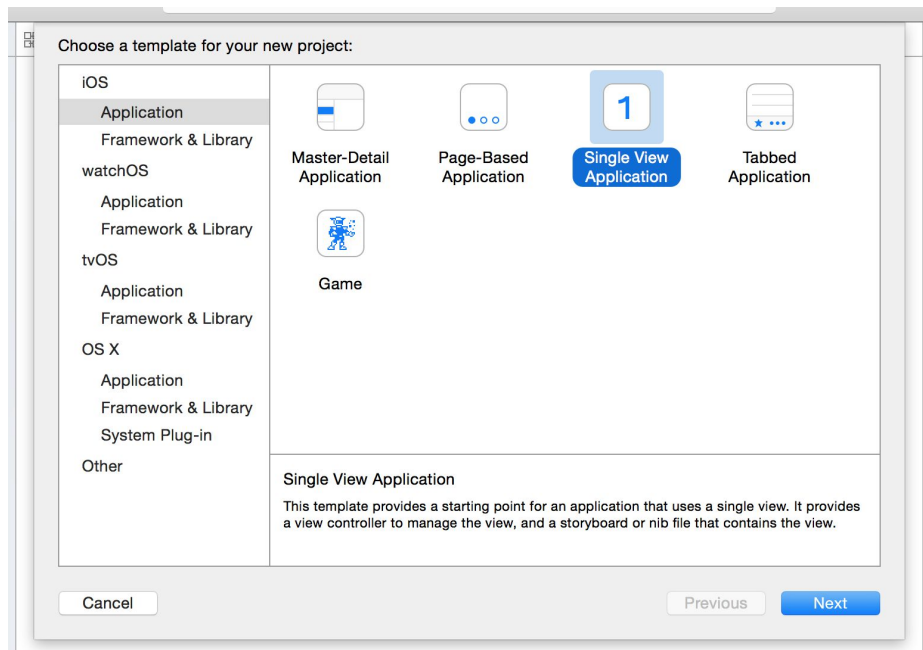 Choose a template for your new project:
iOS
Application
Framework & Library
watchOS
Application
Framework & Library
tvOS
Application
Framework & Library
OS X
Application
Framework & Library
System Plug-in
Other
Master-Detail
Application
Page-Based
Application
1
Single View
Application
Tabbed
Application
Game
Single View Application
This template provides a starting point for an application that uses a single view. It provides
a view controller to manage the view, and a storyboard or nib file that contains the view.
Cancel
Previous
Next